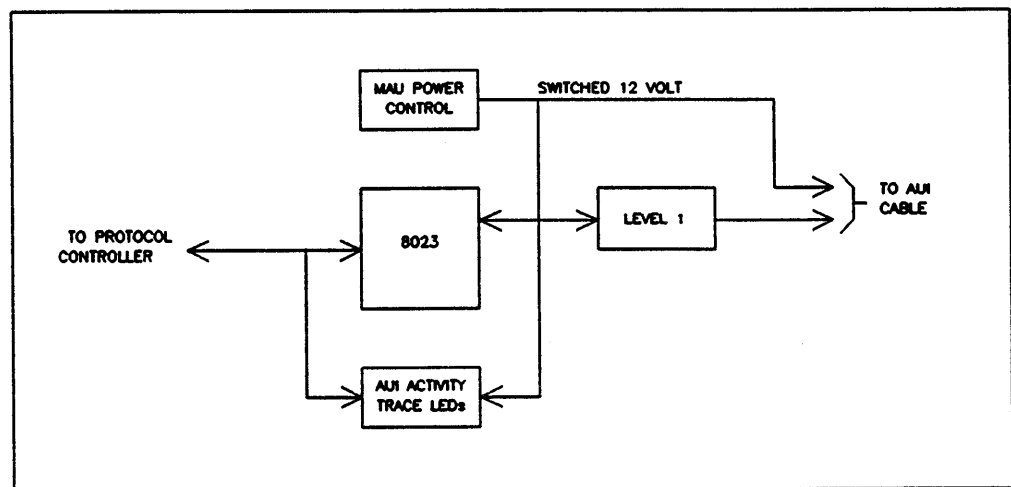 MAU POWER
CONTROL
SWITCHED 12 VOLT
TO AUI
CABLE
LEVEL 1
8023
TO PROTOCOL
CONTROLLER
AUI ACTIVITY
TRACE LEDs